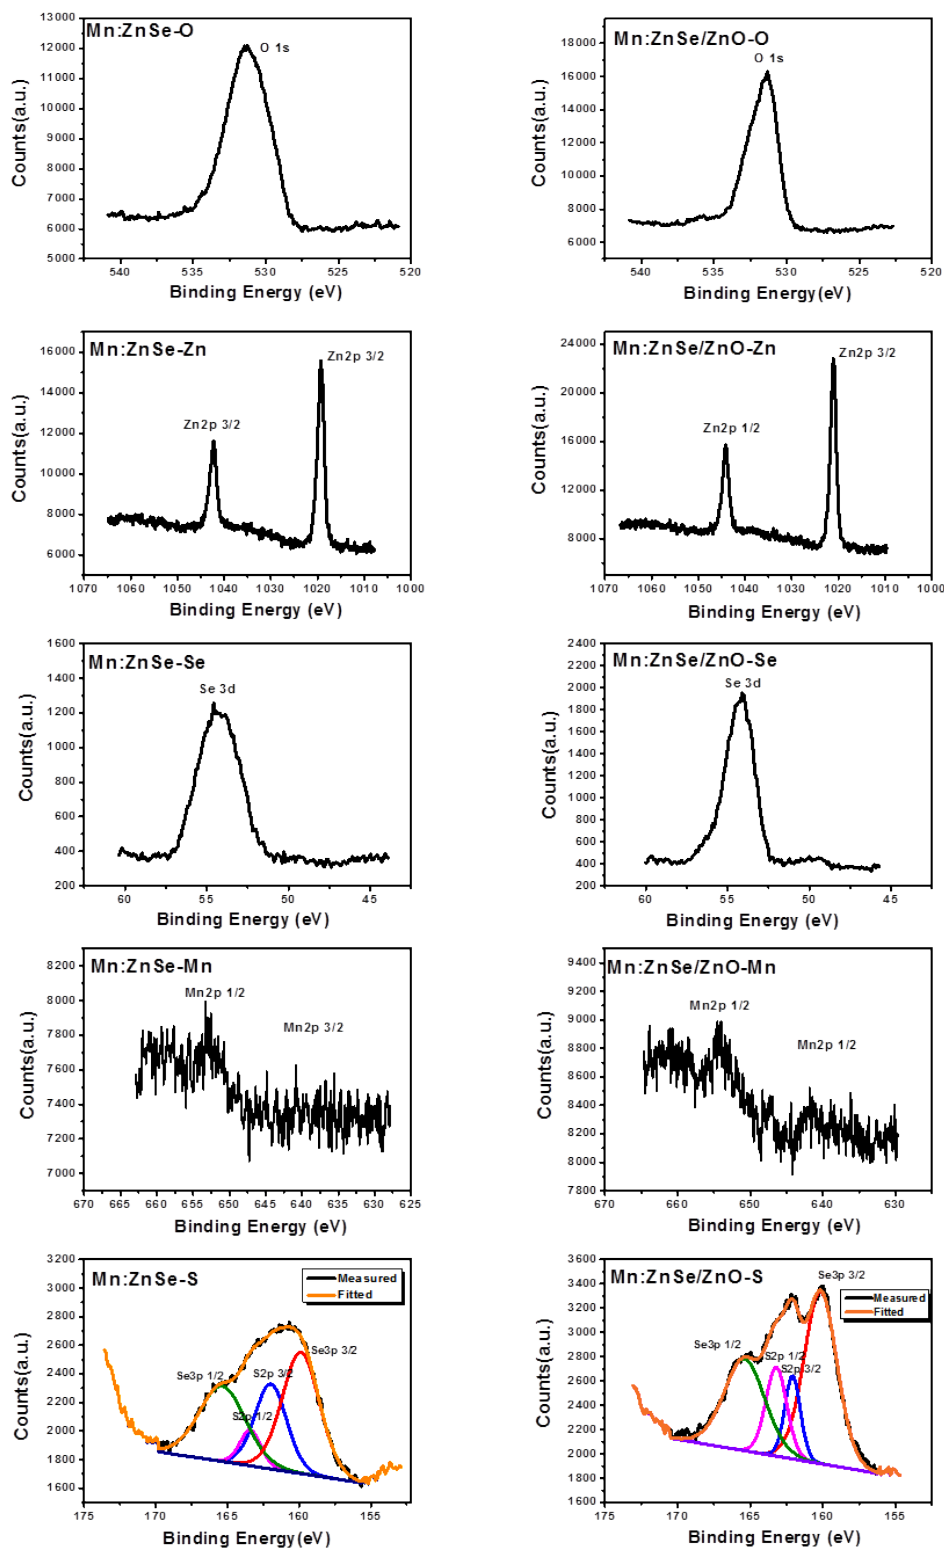 Mn:ZnSe-O
O 1s
Counts(a.u.)
13000
12000
11000
10000
9000
8000
7000
6000
5000
540 535 530 525 520
Binding Energy (eV)
Mn:ZnSe/ZnO-O
O 1s
Counts(a.u.)
18000
16000
14000
12000
10000
8000
6000
540 535 530 525 520
Binding Energy(eV)
Mn:ZnSe-Zn
Zn2p 3/2
Zn2p 3/2
Counts(a.u.)
16000
14000
12000
10000
8000
6000
1070 1060 1050 1040 1030 1020 1010 1000
Binding Energy (eV)
Mn:ZnSe/ZnO-Zn
Zn2p 3/2
Zn2p 1/2
Counts(a.u.)
24000
20000
16000
12000
8000
1070 1060 1050 1040 1030 1020 1010 1000
Binding Energy (eV)
Mn:ZnSe-Se
Se 3d
Counts(a.u.)
1600
1400
1200
1000
800
600
400
200
60 55 50 45
Binding Energy (eV)
Mn:ZnSe/ZnO-Se
Se 3d
Counts(a.u.)
2400
2200
2000
1800
1600
1400
1200
1000
800
600
400
200
60 55 50 45
Binding Energy (eV)
Mn:ZnSe-Mn
Mn2p 1/2
Mn2p 3/2
Counts(a.u.)
8200
8000
7800
7600
7400
7200
7000
670 665 660 655 650 645 640 635 630 625
Binding Energy (eV)
Mn:ZnSe/ZnO-Mn
Mn2p 1/2
Mn2p 1/2
Counts(a.u.)
9400
9200
9000
8800
8600
8400
8200
8000
7800
670 660 650 640 630
Binding Energy (eV)
Mn:ZnSe-S
Measured
Fitted
Se3p 3/2
Se3p 1/2
S2p 3/2
S2p 1/2
Counts(a.u.)
3200
3000
2800
2600
2400
2200
2000
1800
1600
175 170 165 160 155
Binding Energy(eV)
Mn:ZnSe/ZnO-S
Se3p 3/2
Measured
Fitted
Se3p 1/2
S2p 1/2
S2p 3/2
Counts(a.u.)
3600
3400
3200
3000
2800
2600
2400
2200
2000
1800
1600
175 170 165 160 155
Binding Energy (eV)